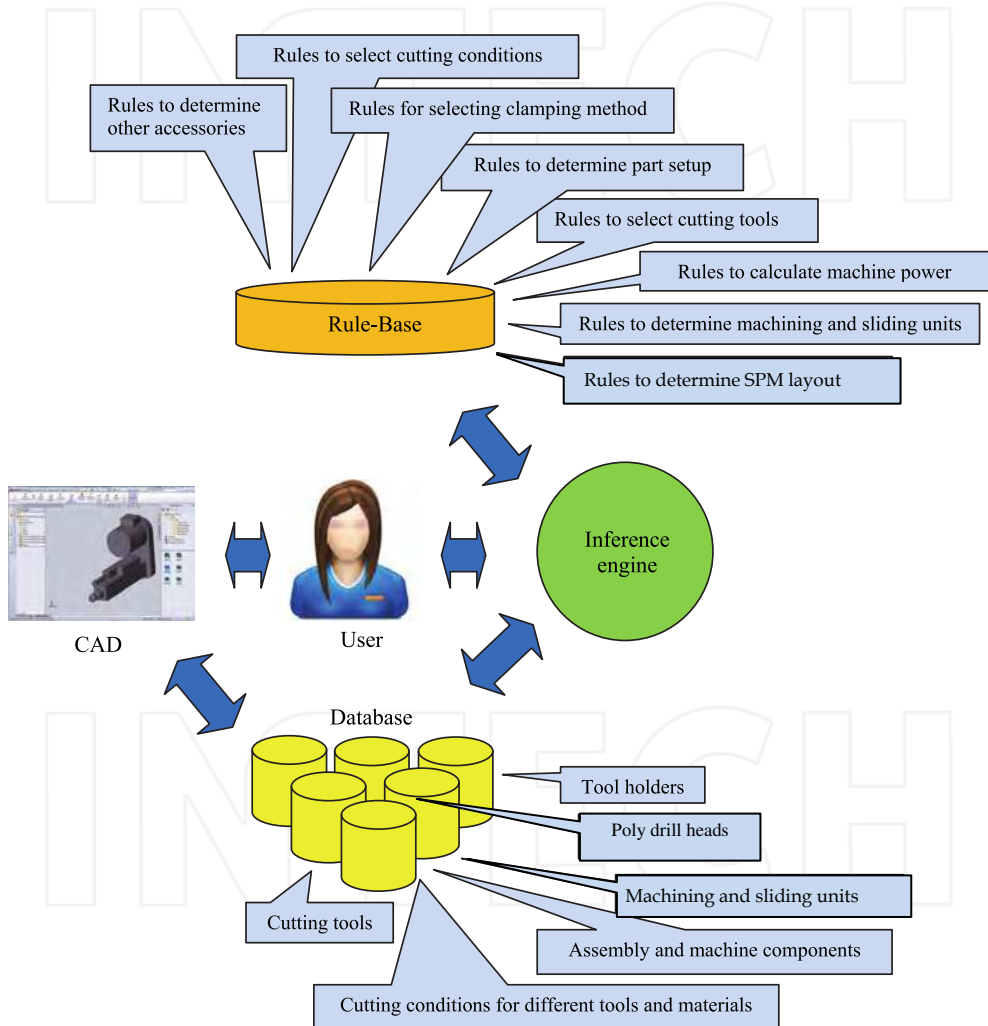 INTECH
Rules to select cutting conditions
Rules to determine
other accessories
Rules for selecting clamping method
Rules to determine part setup
Rules to select cutting tools
Rules to calculate machine power
Rule-Base
Rules to determine machining and sliding units
Rules to determine SPM layout
Inference
engine
CAD
User
Database
INTECH
Tool holders
Poly drill heads
Machining and sliding units
Cutting tools
Assembly and machine components
Cutting conditions for different tools and materials